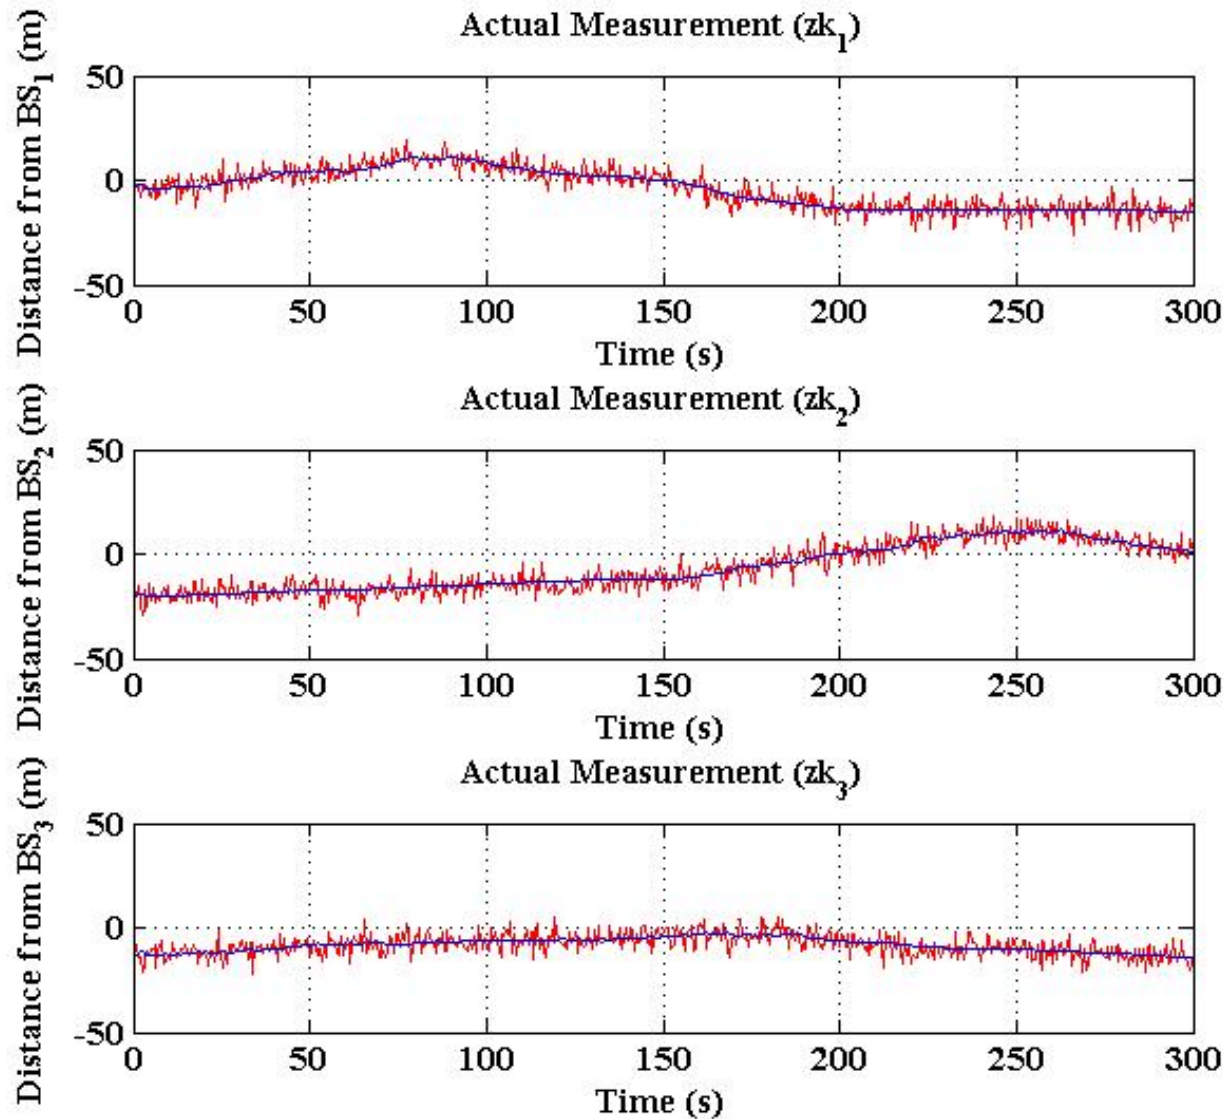 Actual Measurement (zk₁)
Distance from BS₁ (m)
50
0
-50
0 50 100 150 200 250 300
Time (s)
Actual Measurement (zk₂)
Distance from BS₂ (m)
50
0
-50
0 50 100 150 200 250 300
Time (s)
Actual Measurement (zk₃)
Distance from BS₃ (m)
50
0
-50
0 50 100 150 200 250 300
Time (s)